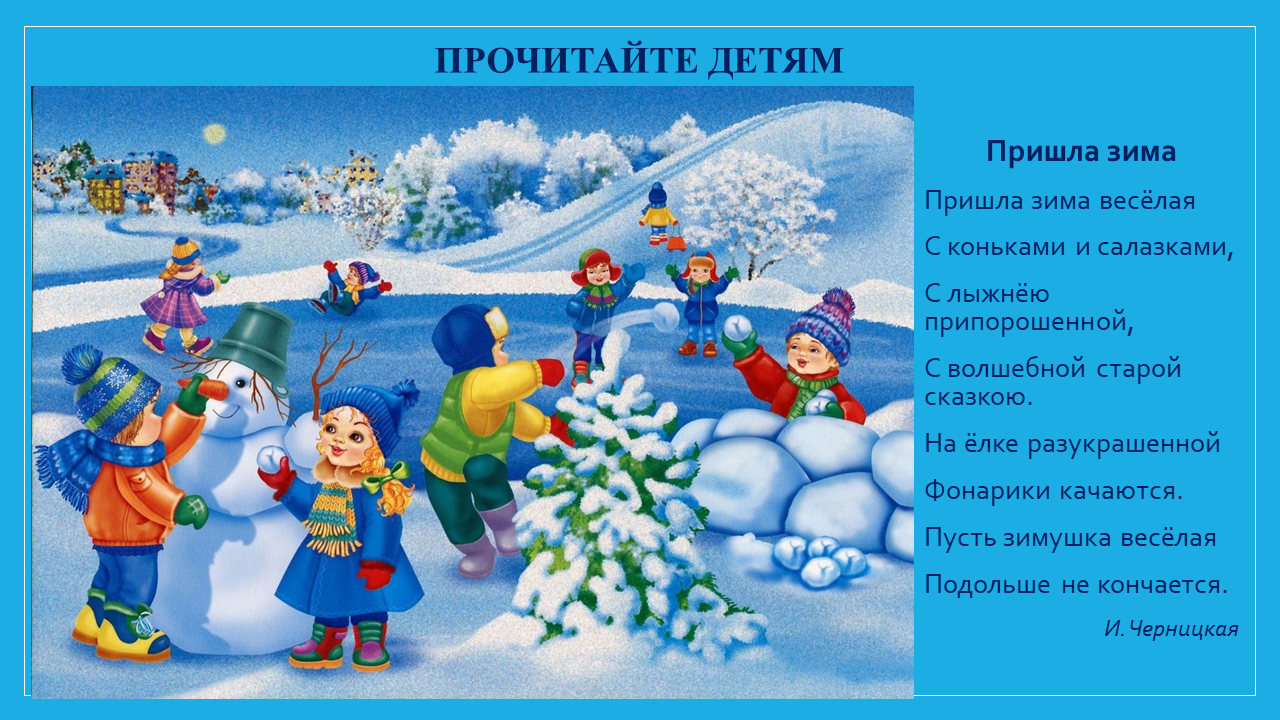 ПРОЧИТАЙТЕ ДЕТЯМ
Пришла зима
Пришла зима весёлая
С коньками и салазками,
С лыжнёю
припорошенной,
С волшебной старой
сказкою.
На ёлке разукрашенной
Фонарики качаются.
Пусть зимушка весёлая
Подольше не кончается.
И. Черницкая